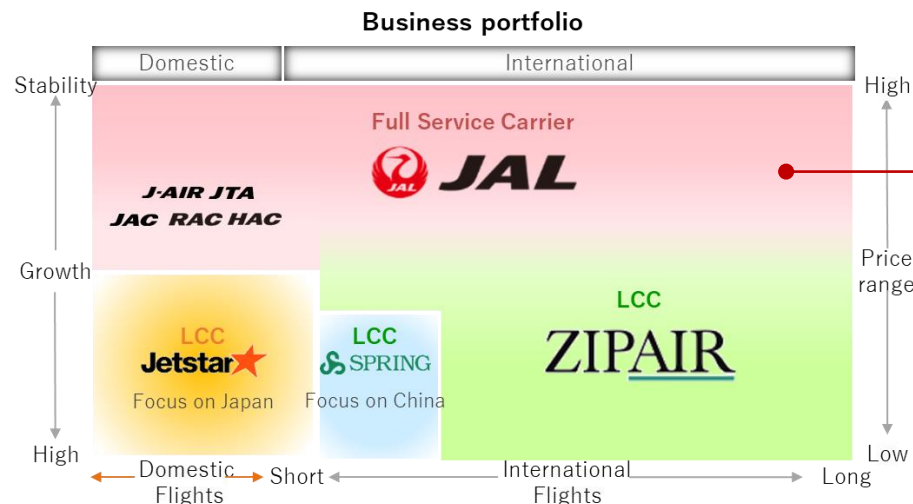 Business portfolio
Domestic
International
Stability
High
Full Service Carrier
JAL
JAL
J-AIR JTA
JAC RAC HAC
Growth
Price
range
LCC
Jetstar
Focus on Japan
LCC
SPRING
Focus on China
LCC
ZIPAIR
High
Low
Domestic
Flights
Short
International
Flights
Long